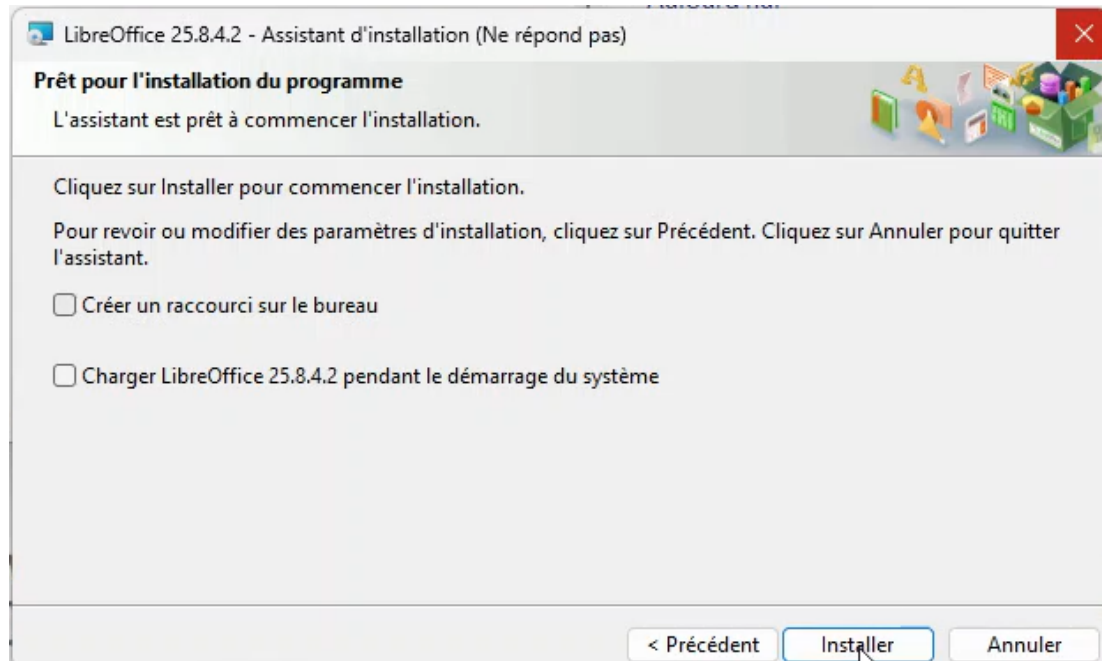 LibreOffice 25.8.4.2 - Assistant d'installation (Ne répond pas)
Prêt pour l'installation du programme
L'assistant est prêt à commencer l'installation.
Cliquez sur Installer pour commencer l'installation.
Pour revoir ou modifier des paramètres d'installation, cliquez sur Précédent. Cliquez sur Annuler pour quitter
l'assistant.
Créer un raccourci sur le bureau
Charger LibreOffice 25.8.4.2 pendant le démarrage du système
< Précédent
Installer
Annuler